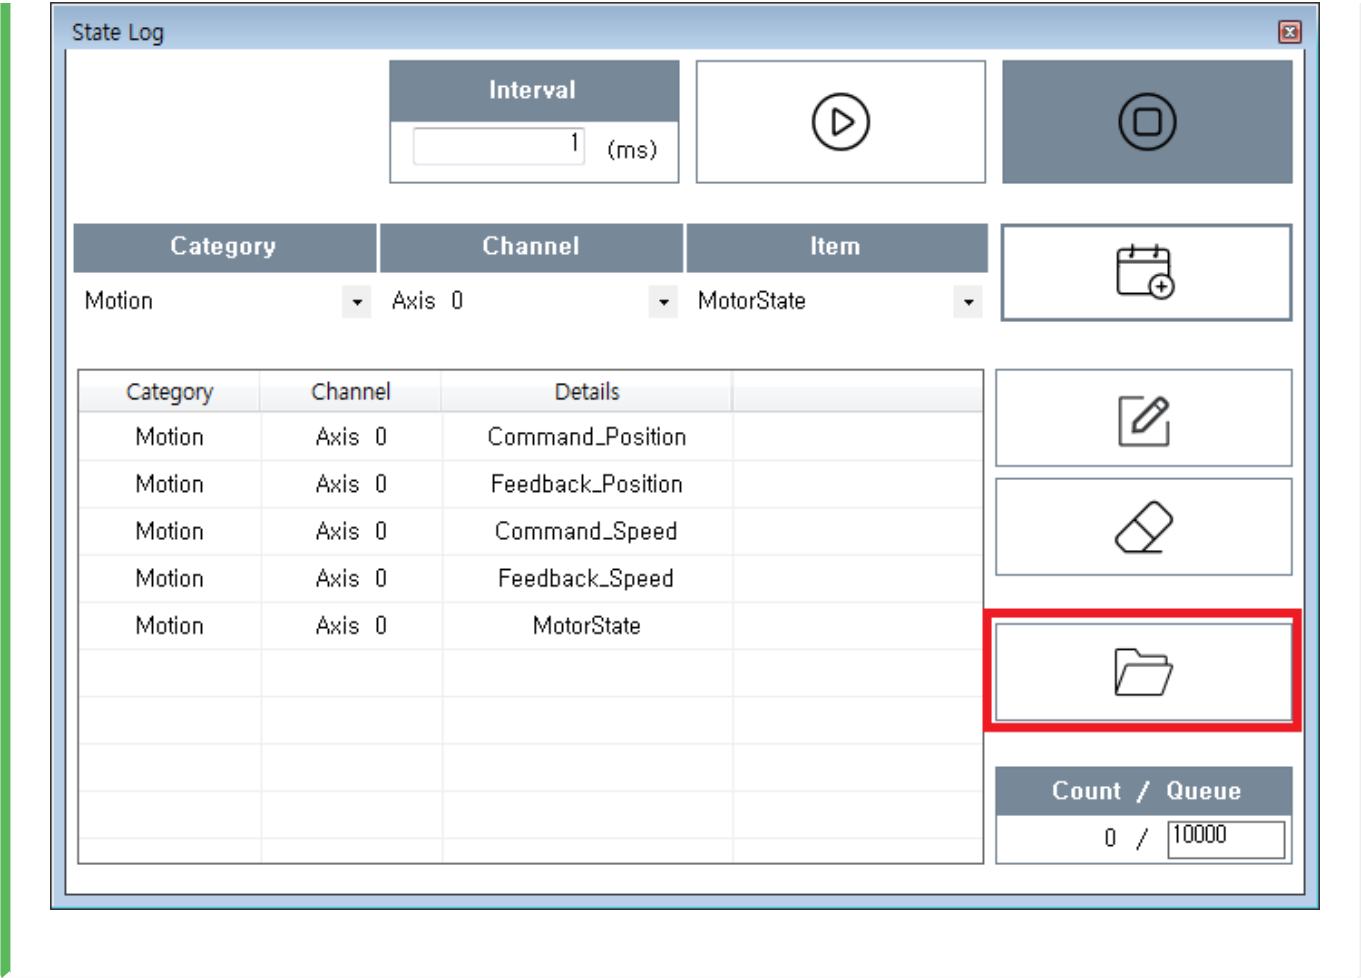 State Log
Interval
1 (ms)
Category Channel Item
Motion Axis 0 MotorState
Category Channel Details
Motion Axis 0 Command_Position
Motion Axis 0 Feedback_Position
Motion Axis 0 Command_Speed
Motion Axis 0 Feedback_Speed
Motion Axis 0 MotorState
Count / Queue
0 / 10000